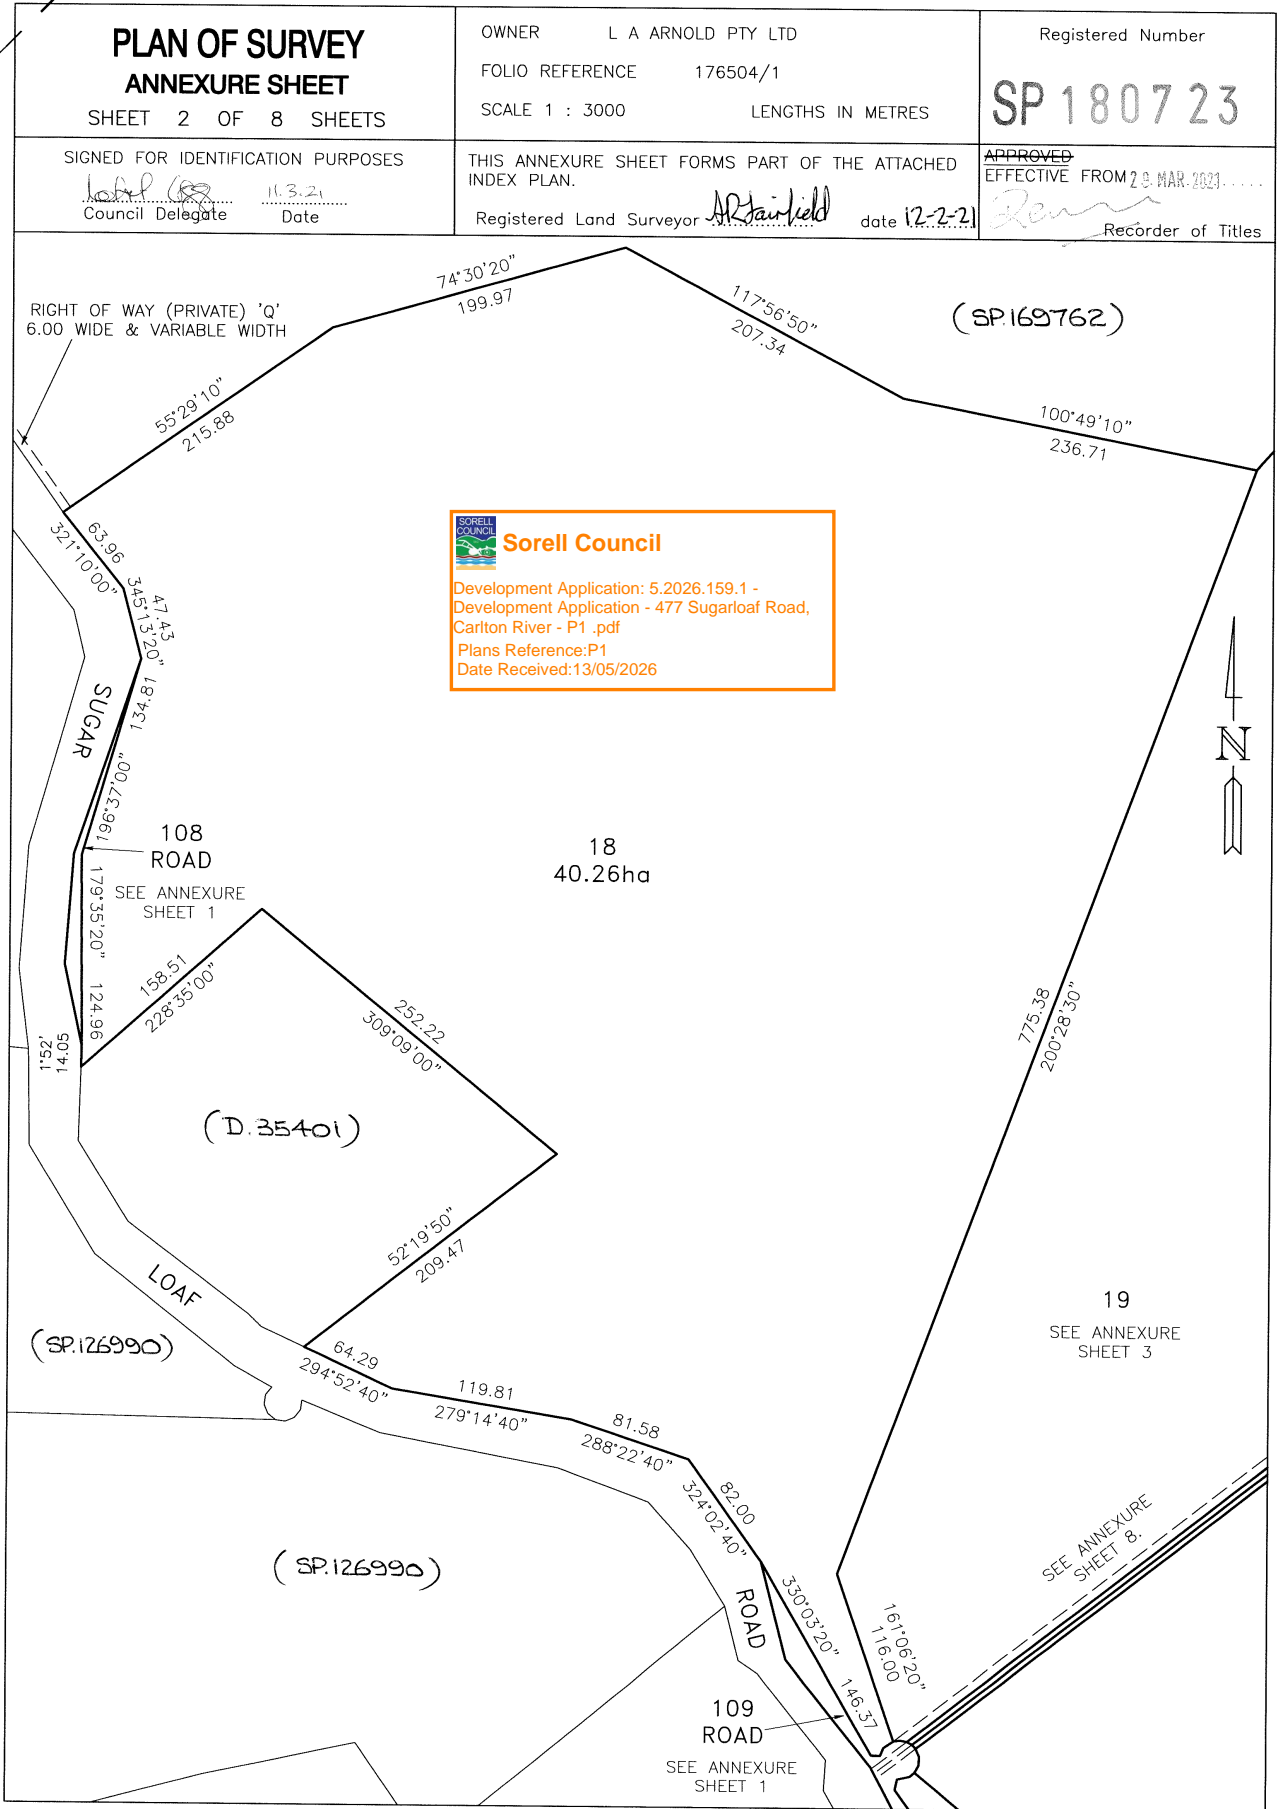 PLAN OF SURVEY
ANNEXURE SHEET
SHEET 2 OF 8 SHEETS
OWNER L A ARNOLD PTY LTD
FOLIO REFERENCE 176504/1
SCALE 1 : 3000 LENGTHS IN METRES
Registered Number
SP 180723
SIGNED FOR IDENTIFICATION PURPOSES
11.3.21
Council Delegate Date
THIS ANNEXURE SHEET FORMS PART OF THE ATTACHED
INDEX PLAN.
Registered Land Surveyor ARFairfield date 12-2-21
APPROVED
EFFECTIVE FROM 29 MAR 2021
Recorder of Titles
RIGHT OF WAY (PRIVATE) 'Q'
6.00 WIDE & VARIABLE WIDTH
74°30'20"
199.97
117°56'50"
207.34
(SP.169762)
55°29'10"
215.88
100°49'10"
236.71
63.96
321°10'00"
47.43
345°13'20"
SORELL
COUNCIL
Sorell Council
Development Application: 5.2026.159.1 -
Development Application - 477 Sugarloaf Road,
Carlton River - P1 .pdf
Plans Reference:P1
Date Received:13/05/2026
134.81
196°37'00"
SUGAR
N
108
ROAD
SEE ANNEXURE
SHEET 1
18
40.26ha
179°35'20" 124.96
158.51
228°35'00"
252.22
309°09'00"
775.38
200°28'30"
1°52'
14.05
(D.35401)
52°19'50"
209.47
LOAF
19
SEE ANNEXURE
SHEET 3
(SP.126990)
64.29
294°52'40"
119.81
279°14'40"
81.58
288°22'40"
82.00
324°02'40"
SEE ANNEXURE
SHEET 8.
(SP.126990)
ROAD
330°03'20" 146.37
161°06'20"
116.00
109
ROAD
SEE ANNEXURE
SHEET 1